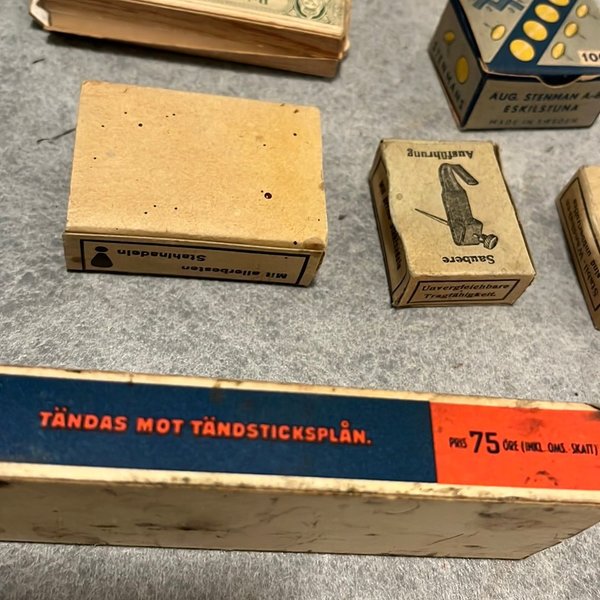 STENMAN
AUG. STENMAN A-B
ESKILSTUNA
MADE IN SWEDEN
100
Mit allerbesten
Stahlnadeln
Saubere
Ausführung
Unvergleichbare
Tragfähigkeit.
TÄNDAS MOT TÄNDSTICKSPLÅN.
PRIS 75 ÖRE (INKL. OMS. SKATT)